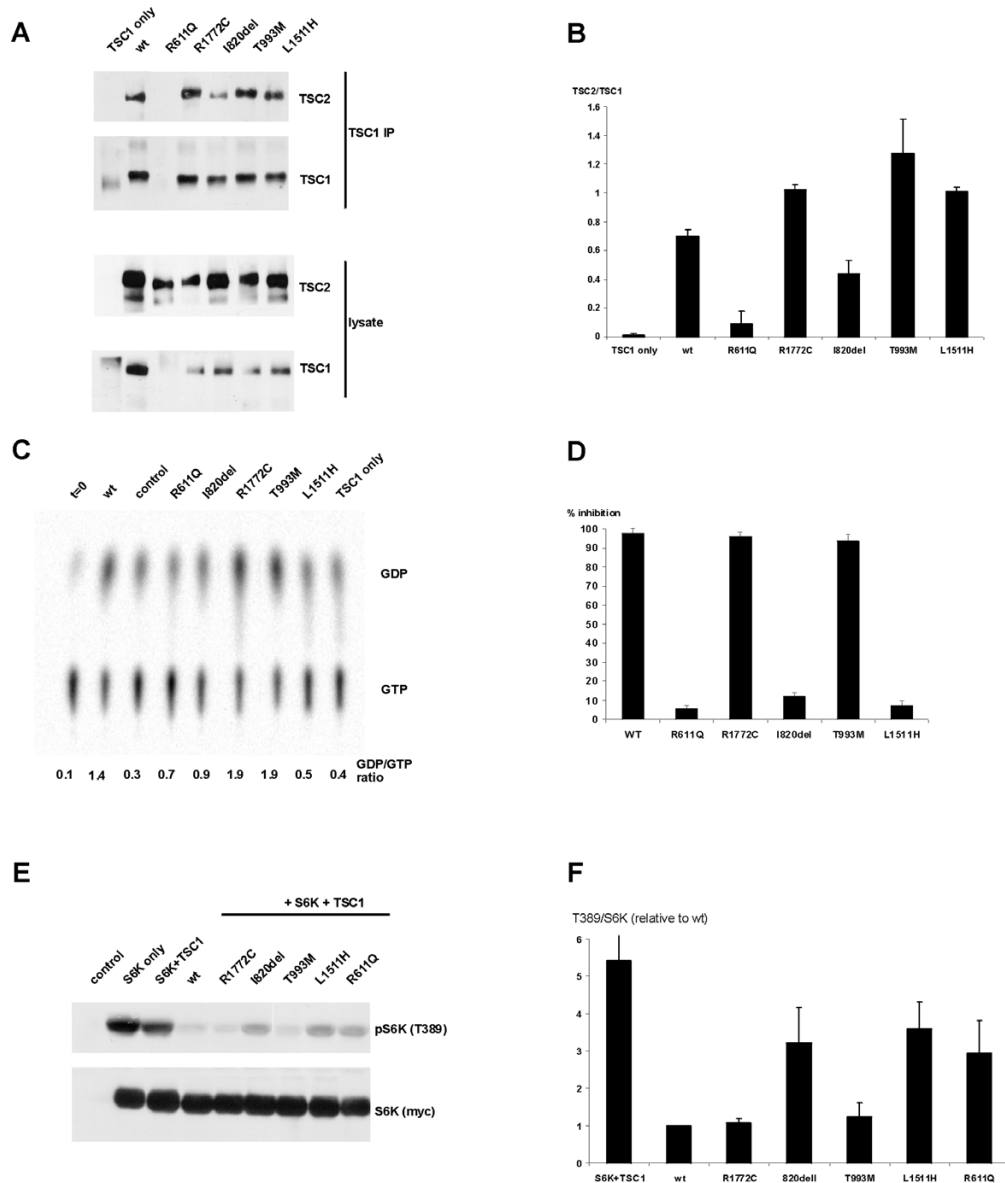 A
TSC1 only
wt
R611Q
R1772C
I820del
T993M
L1511H
TSC2
TSC1
TSC1 IP
TSC2
TSC1
lysate
B
TSC2/TSC1
1.6
1.4
1.2
1
0.8
0.6
0.4
0.2
0
TSC1 only wt R611Q R1772C I820del T993M L1511H
C
t=0
wt
control
R611Q
I820del
R1772C
T993M
L1511H
TSC1 only
GDP
GTP
0.1 1.4 0.3 0.7 0.9 1.9 1.9 0.5 0.4 GDP/GTP
ratio
D
% inhibition
100
90
80
70
60
50
40
30
20
10
0
WT R611Q R1772C I820del T993M L1511H
E
+ S6K + TSC1
control
S6K only
S6K+TSC1
wt
R1772C
I820del
T993M
L1511H
R611Q
pS6K (T389)
S6K (myc)
F
T389/S6K (relative to wt)
6
5
4
3
2
1
0
S6K+TSC1 wt R1772C 820dell T993M L1511H R611Q